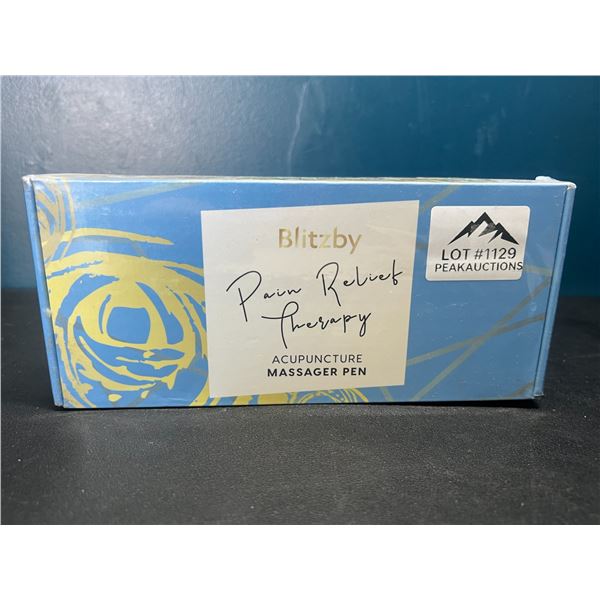 Blitzby
Pain Relief
Therapy
ACUPUNCTURE
MASSAGER PEN
LOT #1129
PEAKAUCTIONS